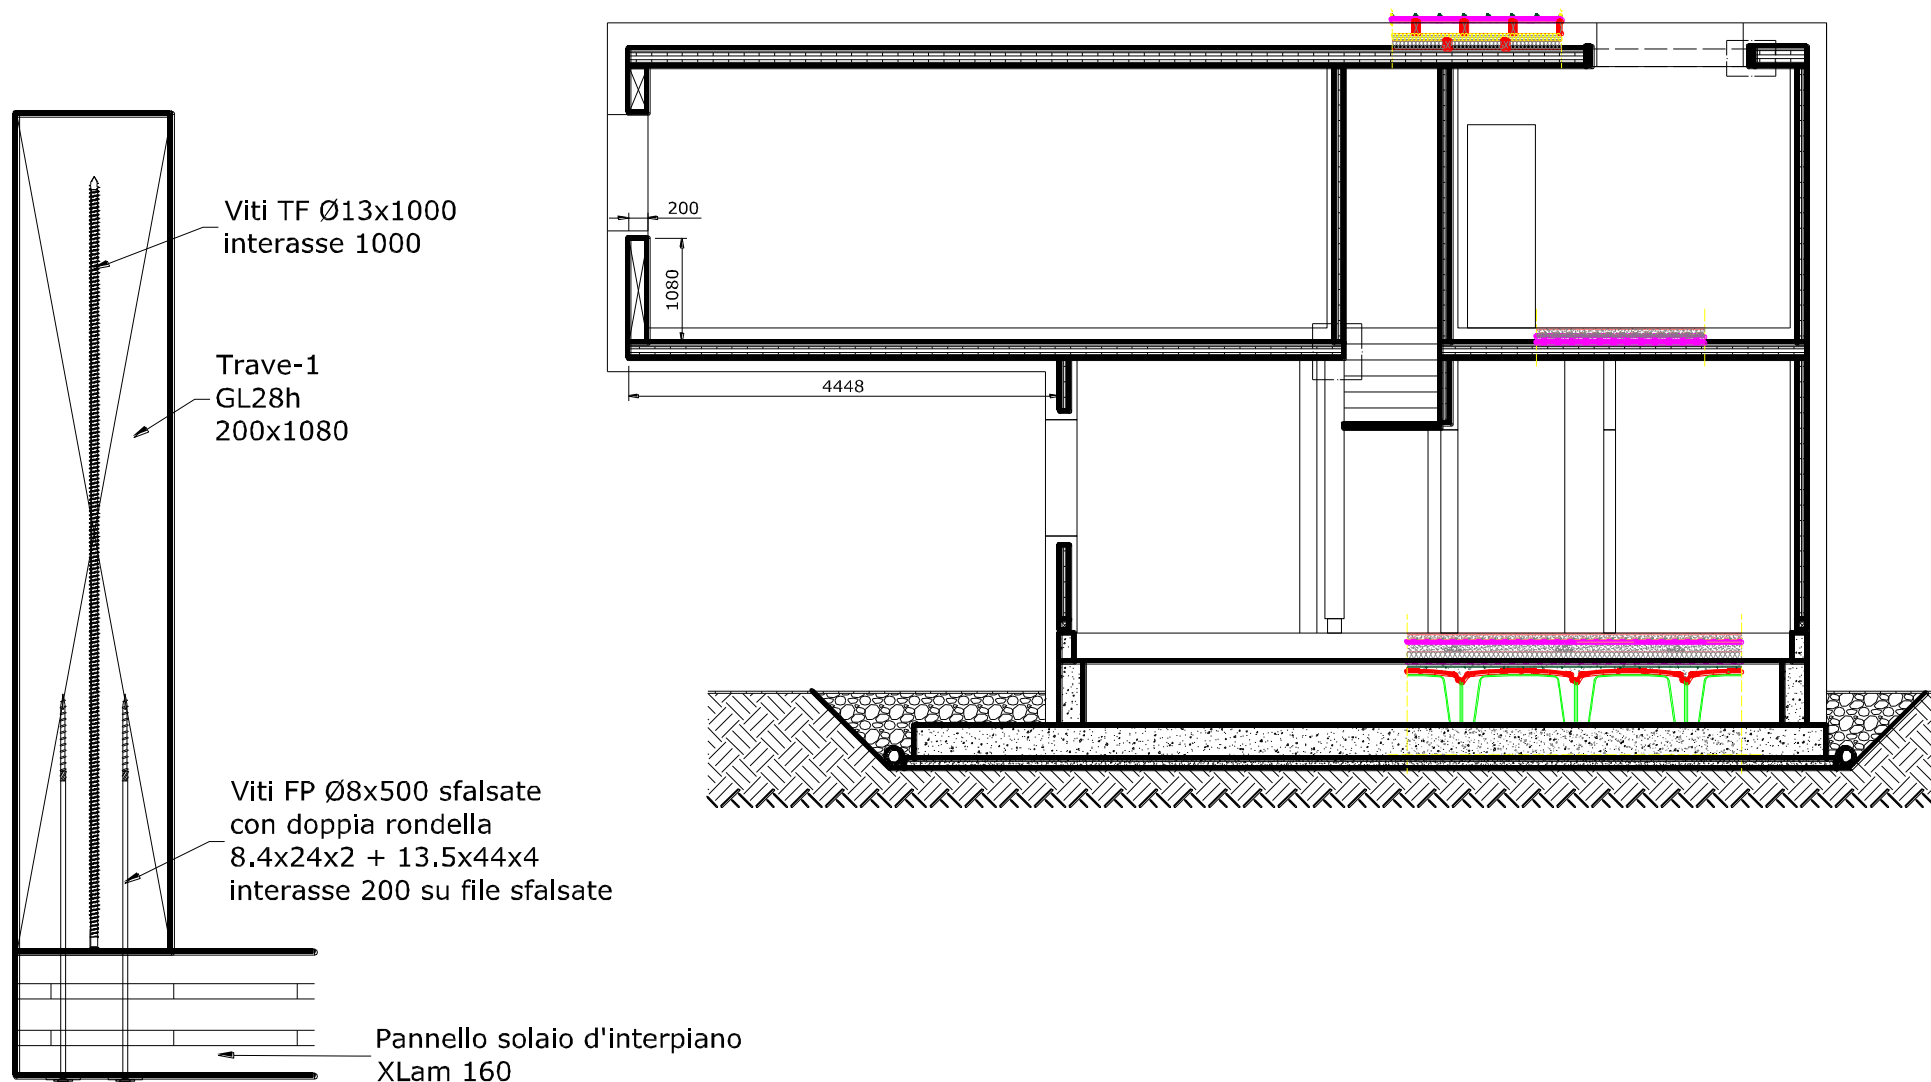 Viti TF Ø13x1000
interasse 1000
Trave-1
GL28h
200x1080
Viti FP Ø8x500 sfalsate
con doppia rondella
8.4x24x2 + 13.5x44x4
interasse 200 su file sfalsate
Pannello solaio d'interpiano
XLam 160
200
1080
4448